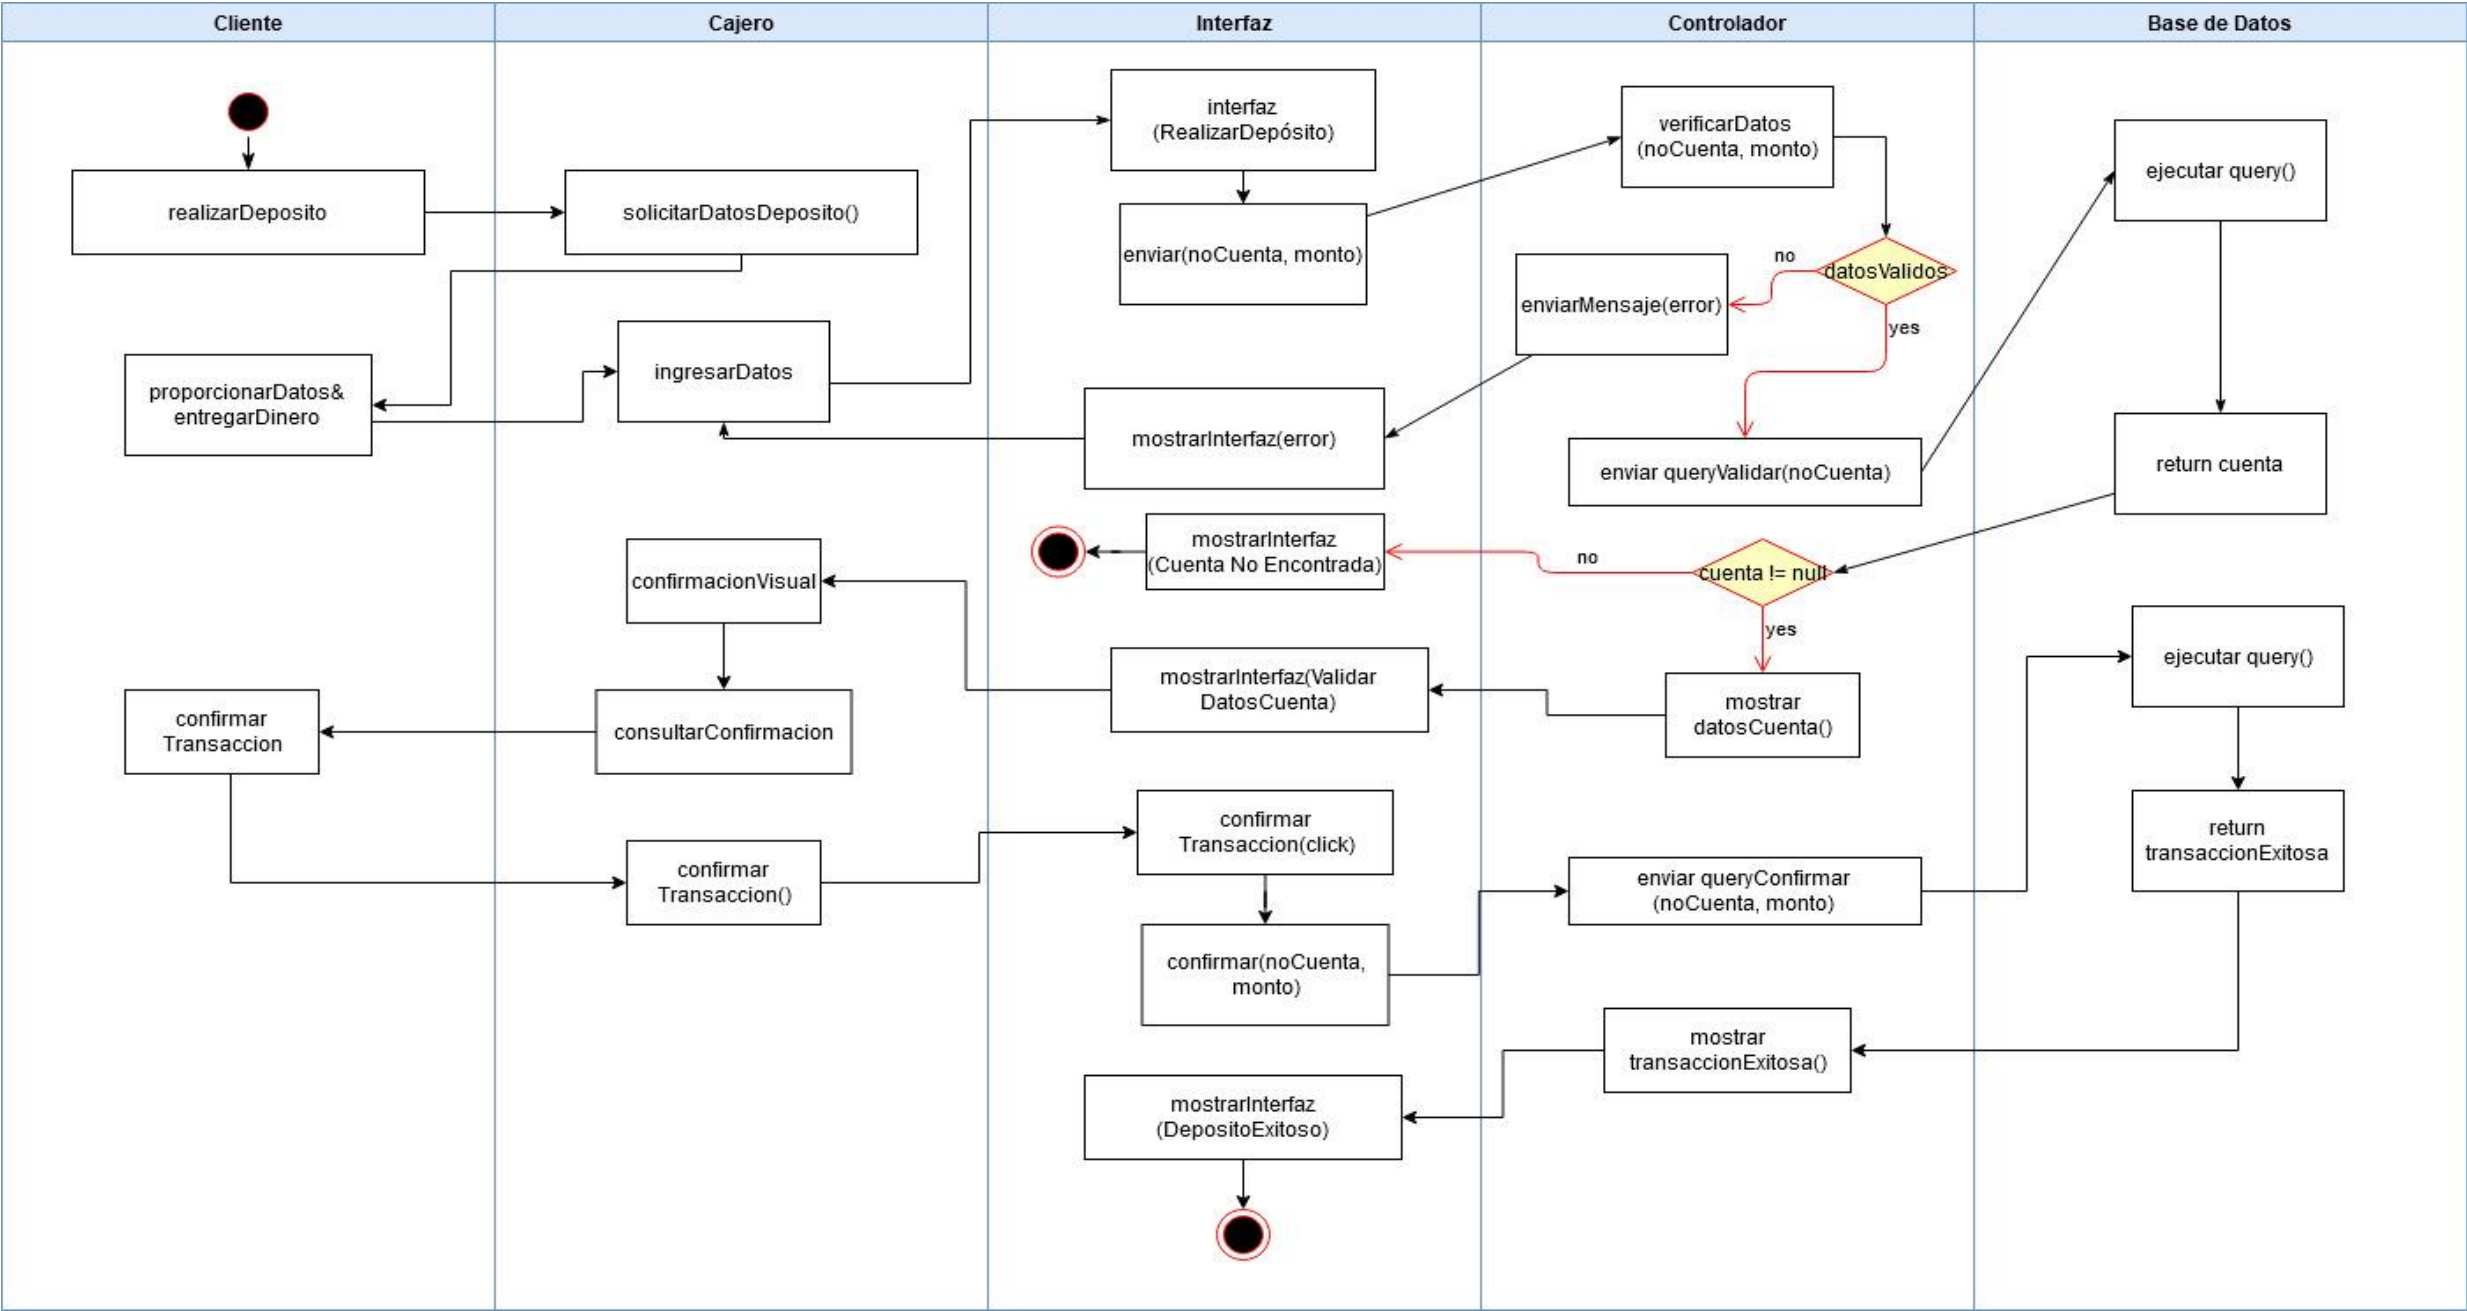 Cliente
Cajero
Interfaz
Controlador
Base de Datos
realizarDeposito
solicitarDatosDeposito()
interfaz
(RealizarDepósito)
enviar(noCuenta, monto)
verificarDatos
(noCuenta, monto)
ejecutar query()
datosValidos
no
yes
enviarMensaje(error)
proporcionarDatos&
entregarDinero
ingresarDatos
mostrarInterfaz(error)
enviar queryValidar(noCuenta)
return cuenta
mostrarInterfaz
(Cuenta No Encontrada)
no
cuenta != null
yes
confirmacionVisual
mostrarInterfaz(Validar
DatosCuenta)
mostrar
datosCuenta()
ejecutar query()
confirmar
Transaccion
consultarConfirmacion
confirmar
Transaccion()
confirmar
Transaccion(click)
enviar queryConfirmar
(noCuenta, monto)
return
transaccionExitosa
confirmar(noCuenta,
monto)
mostrar
transaccionExitosa()
mostrarInterfaz
(DepositoExitoso)